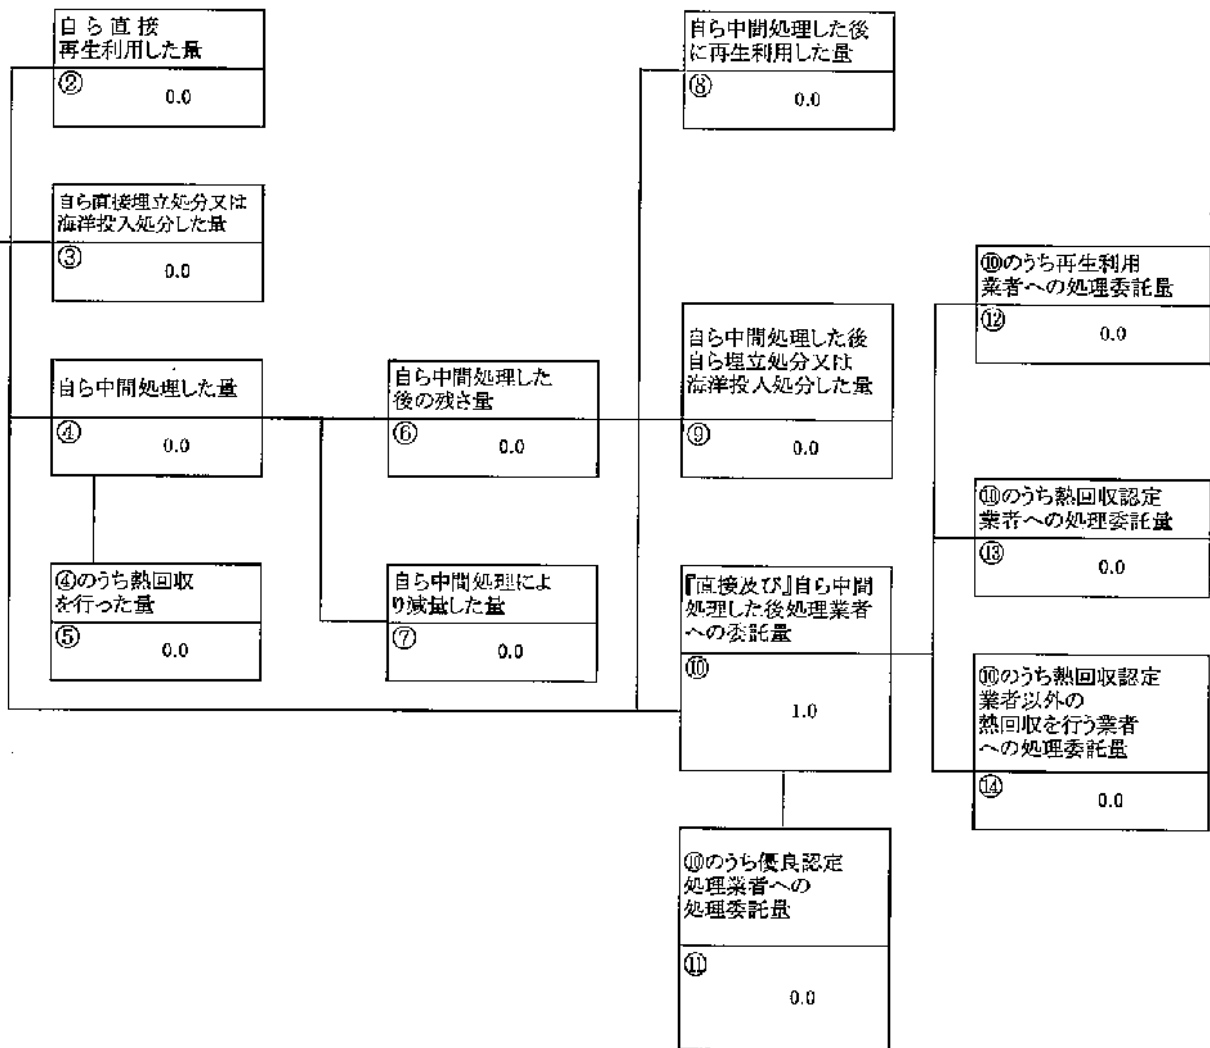 自ら直接
再生利用した量
②
0.0
自ら中間処理した後
に再生利用した量
⑧
0.0
自ら直接埋立処分又は
海洋投入処分した量
③
0.0
⑩のうち再生利用
業者への処理委託量
⑫
0.0
自ら中間処理した量
④
0.0
自ら中間処理した
後の残さ量
⑥
0.0
自ら中間処理した後
自ら埋立処分又は
海洋投入処分した量
⑨
0.0
⑩のうち熱回収認定
業者への処理委託量
⑬
0.0
④のうち熱回収
を行った量
⑤
0.0
自ら中間処理によ
り減量した量
⑦
0.0
『直接及び』自ら中間
処理した後処理業者
への委託量
⑩
1.0
⑩のうち熱回収認定
業者以外の
熱回収を行う業者
への処理委託量
⑭
0.0
⑩のうち優良認定
処理業者への
処理委託量
⑪
0.0